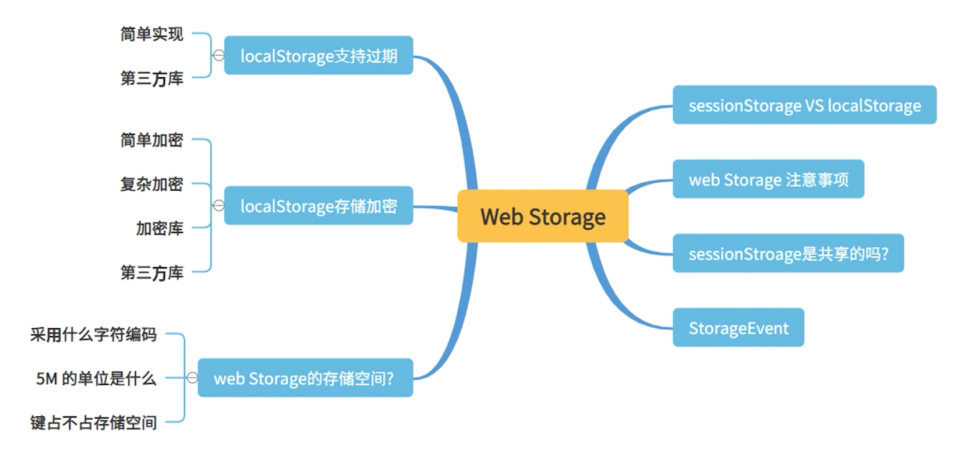 Web Storage
sessionStorage VS localStorage
web Storage 注意事项
sessionStroage是共享的吗?
StorageEvent
localStorage支持过期
简单实现
第三方库
localStorage存储加密
简单加密
复杂加密
加密库
第三方库
web Storage的存储空间?
采用什么字符编码
5M 的单位是什么
键占不占存储空间